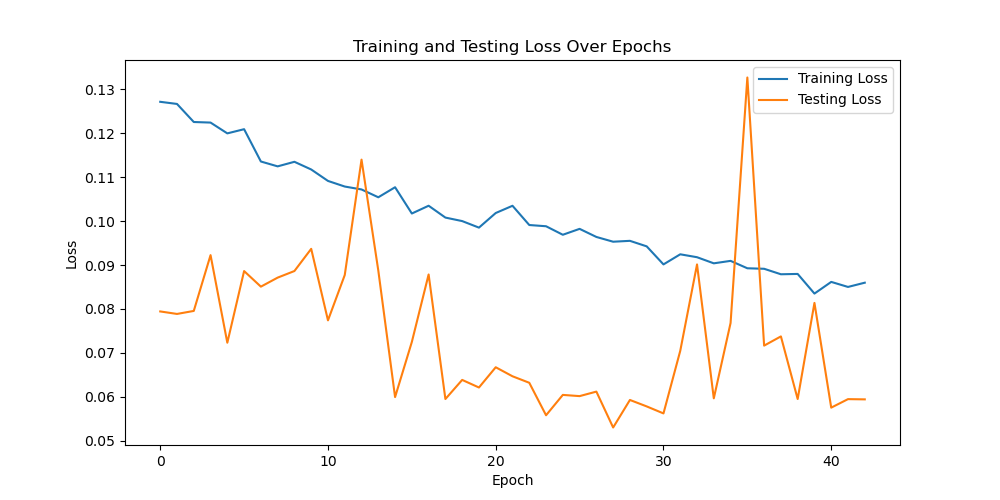 Training and Testing Loss Over Epochs
Training Loss
Testing Loss
0.13
0.12
0.11
0.10
0.09
0.08
0.07
0.06
0.05
Loss
0
10
20
30
40
Epoch